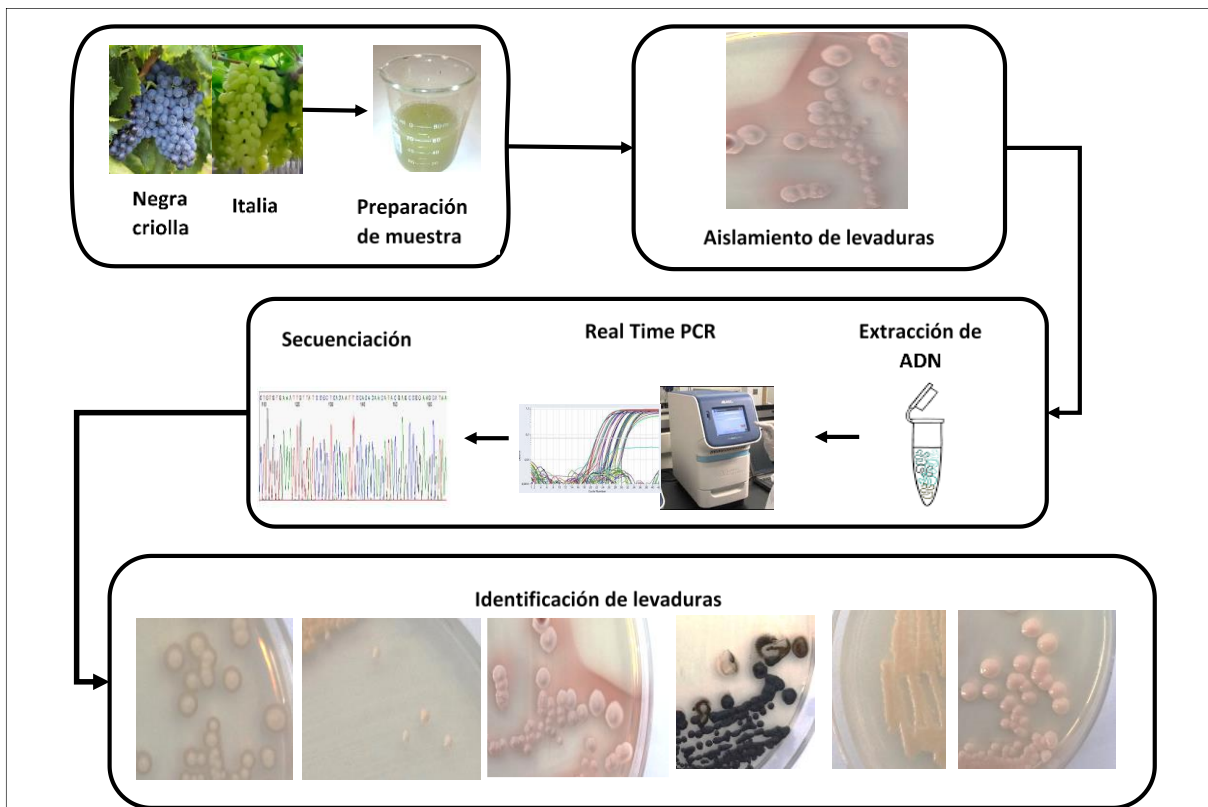 Negra
criolla
Italia
Preparación
de muestra
Aislamiento de levaduras
Secuenciación
Real Time PCR
Extracción de
ADN
Identificación de levaduras